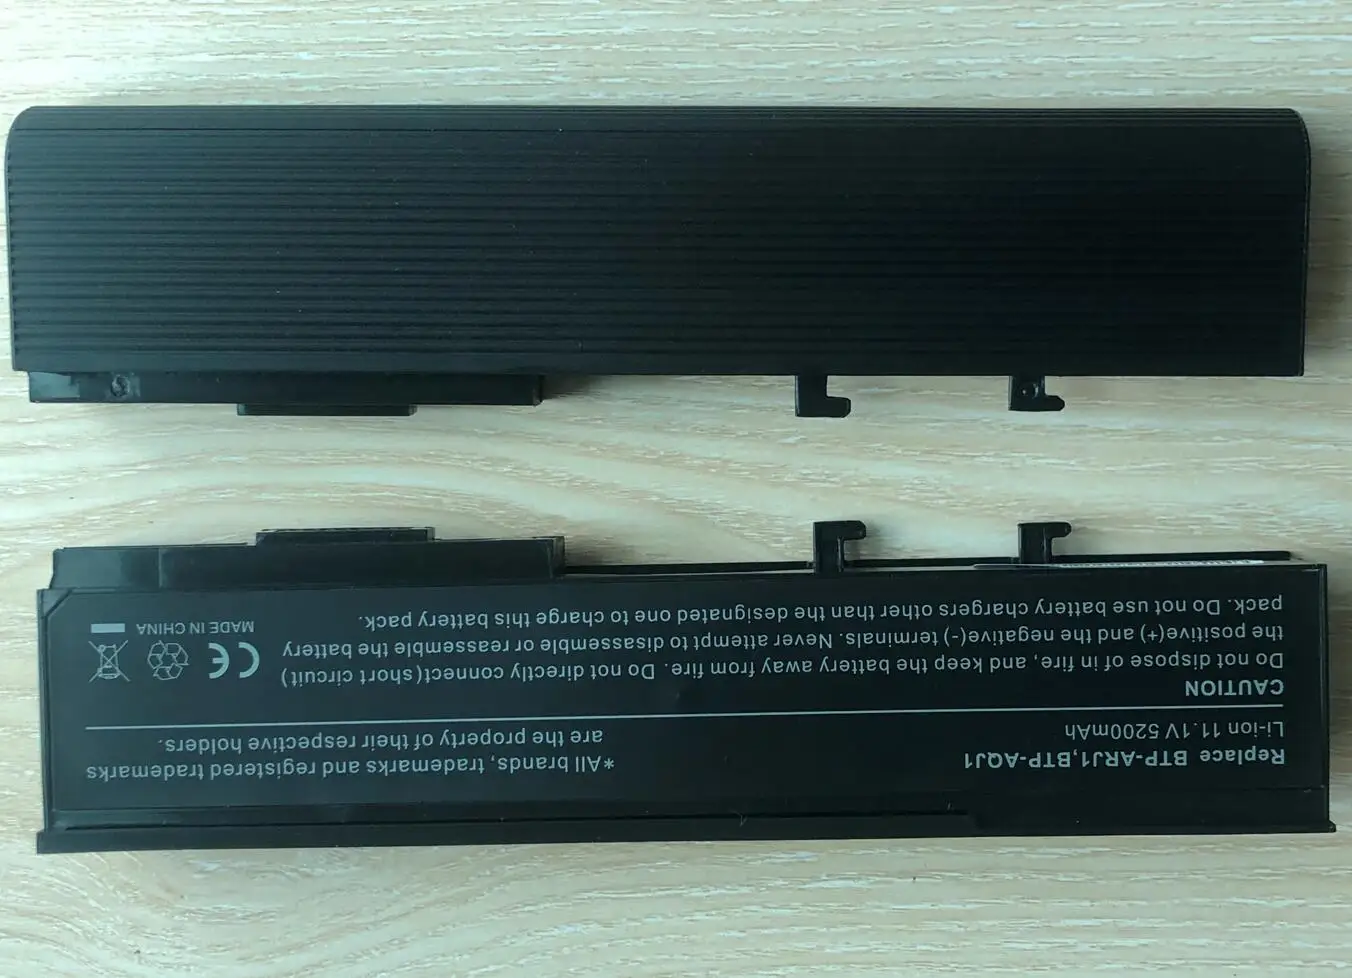 Replace BTP-ARJ1,BTP-AQJ1
Li-ion 11.1V 5200mAh
*All brands, trademarks and registered trademarks
are the property of their respective holders.
CAUTION
Do not dispose of in fire, and keep the battery away from fire. Do not directly connect(short circuit)
the positive(+) and the negative(-) terminals. Never attempt to disassemble or reassemble the battery
pack. Do not use battery chargers other than the designated one to charge this battery pack.
CE
MADE IN CHINA